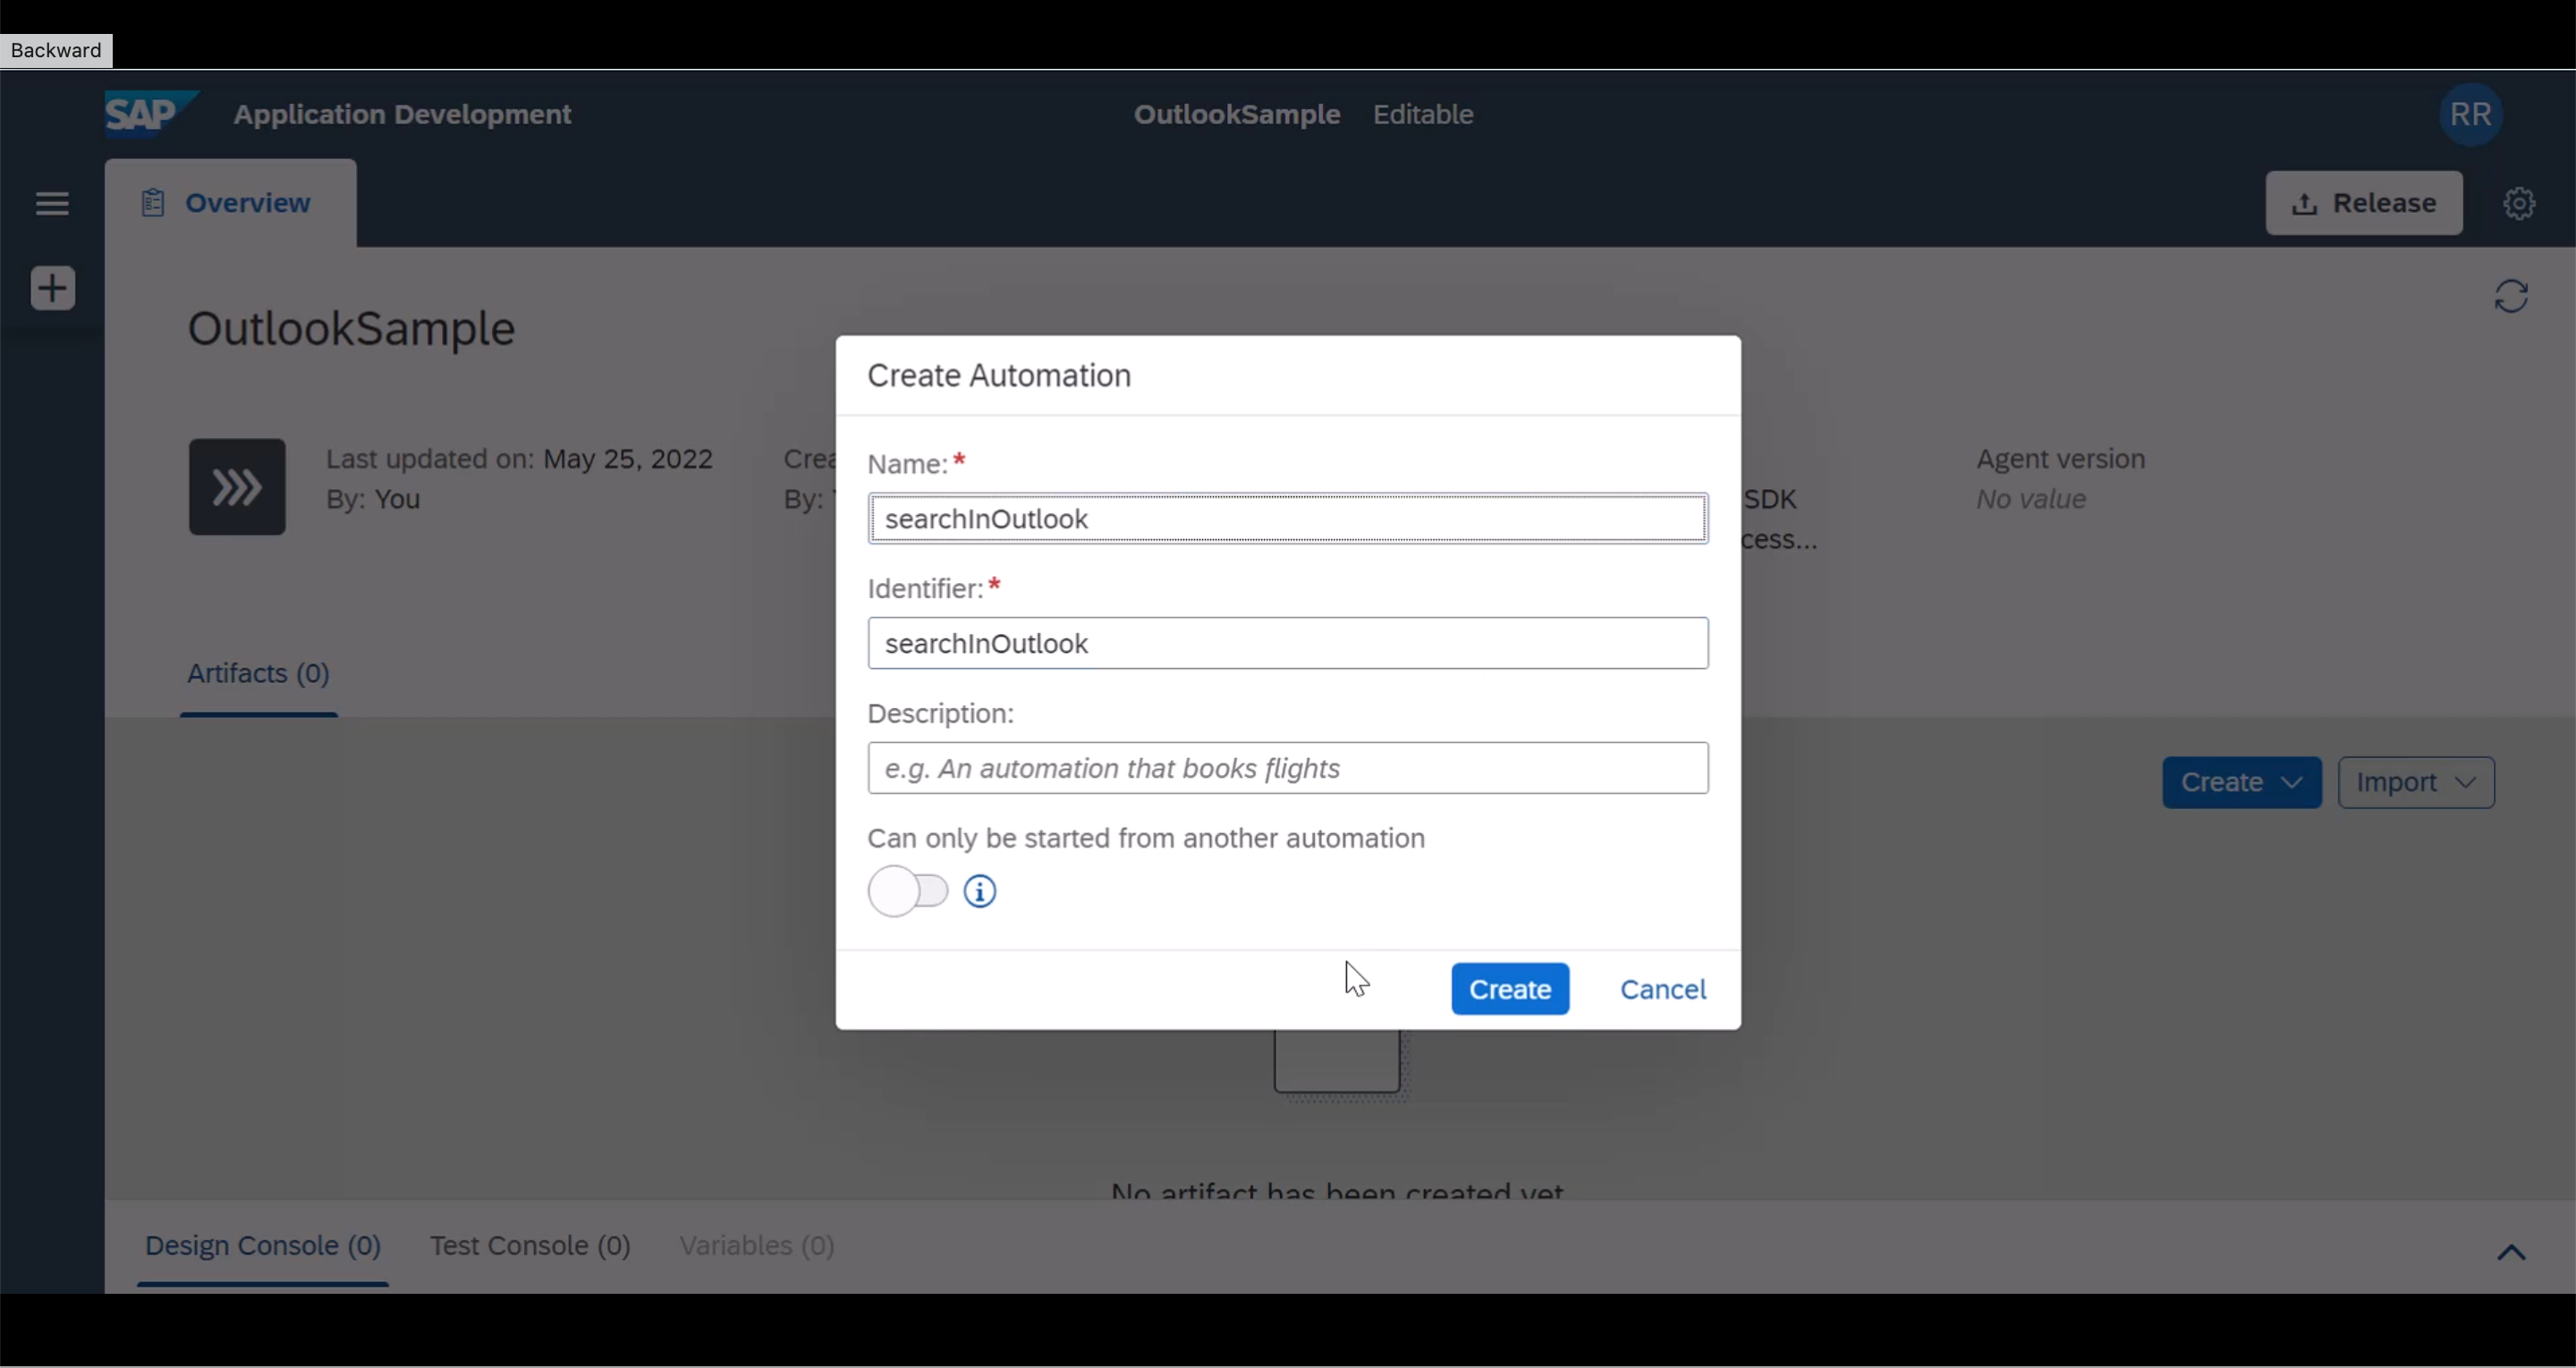 Backward
SAP Application Development OutlookSample Editable RR
Overview Release
OutlookSample
Create Automation
Last updated on: May 25, 2022
By: You
By:
Name:*
searchInOutlook
SDK
cess...
Agent version
No value
Identifier:*
searchInOutlook
Artifacts (0)
Description:
e.g. An automation that books flights
Create Import
Can only be started from another automation
Create Cancel
No artifact has been created yet
Design Console (0) Test Console (0) Variables (0)